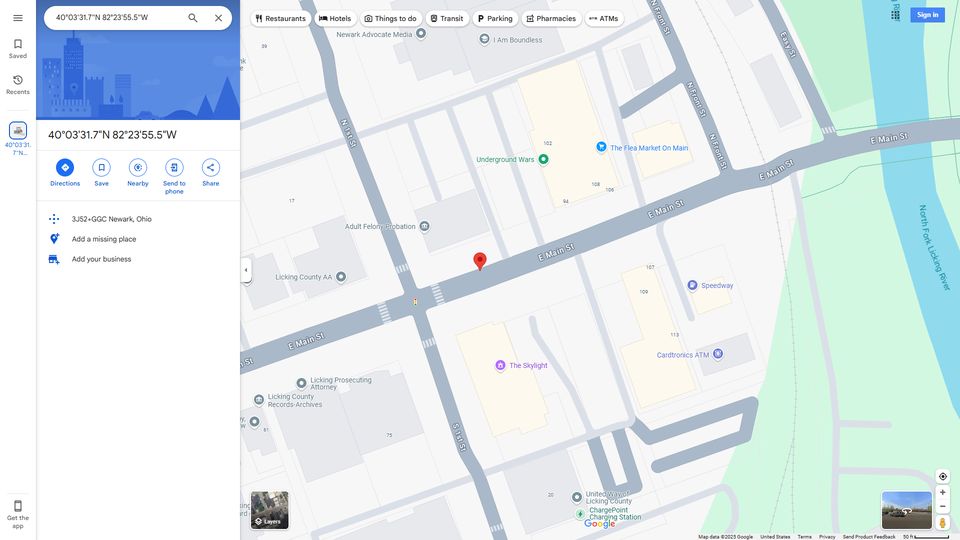 40°03'31.7"N 82°23'55.5"W
Restaurants
Hotels
Things to do
Transit
Parking
Pharmacies
ATMs
Sign in
Saved
Recents
40°03'31.
7"N...
40°03'31.7"N 82°23'55.5"W
Directions
Save
Nearby
Send to
phone
Share
3J52+GGC Newark, Ohio
Add a missing place
Add your business
Get the
app
Layers
39
Newark Advocate Media
I Am Boundless
N Front St
N Front St
N Front St
Easy St
E Main St
E Main St
E Main St
E Main St
E Main St
N 1st St
S 1st St
102
Underground Wars
The Flea Market On Main
108
106
94
17
Adult Felony Probation
Licking County AA
107
109
Speedway
113
Cardtronics ATM
The Skylight
Licking Prosecuting
Attorney
Licking County
Records-Archives
61
75
20
United Way of
Licking County
ChargePoint
Charging Station
North Fork Licking River
Google
Map data ©2025 Google
United States
Terms
Privacy
Send Product Feedback
50 ft